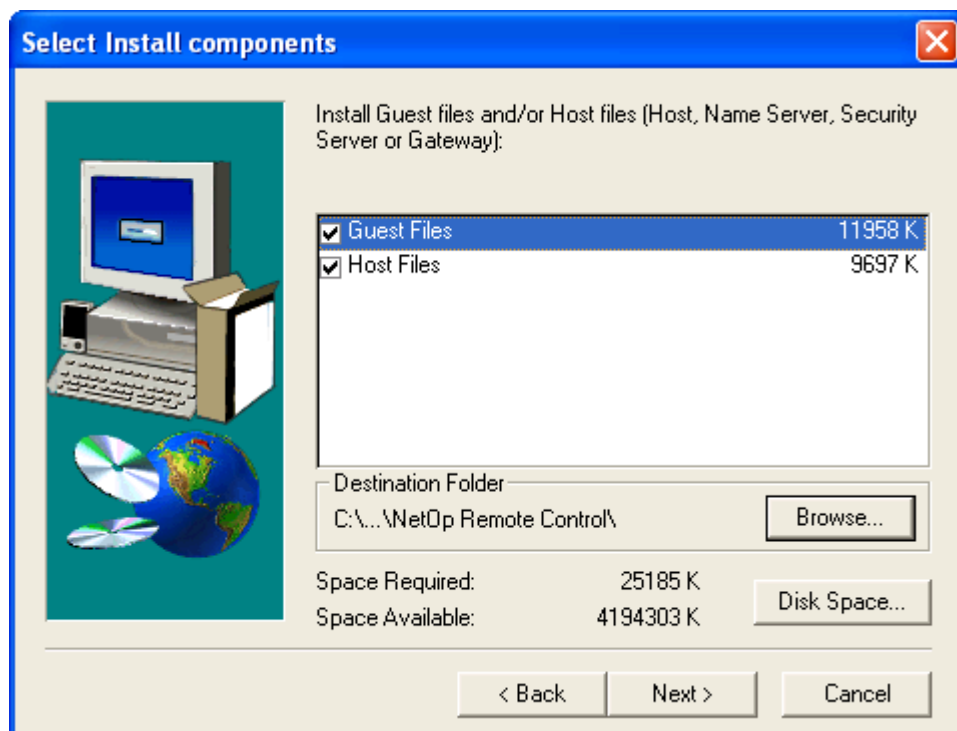 Select Install components
Install Guest files and/or Host files (Host, Name Server, Security
Server or Gateway):
Guest Files 11958 K
Host Files 9697 K
Destination Folder
C:\...\NetOp Remote Control\
Browse...
Space Required: 25185 K
Space Available: 4194303 K
Disk Space...
< Back
Next >
Cancel